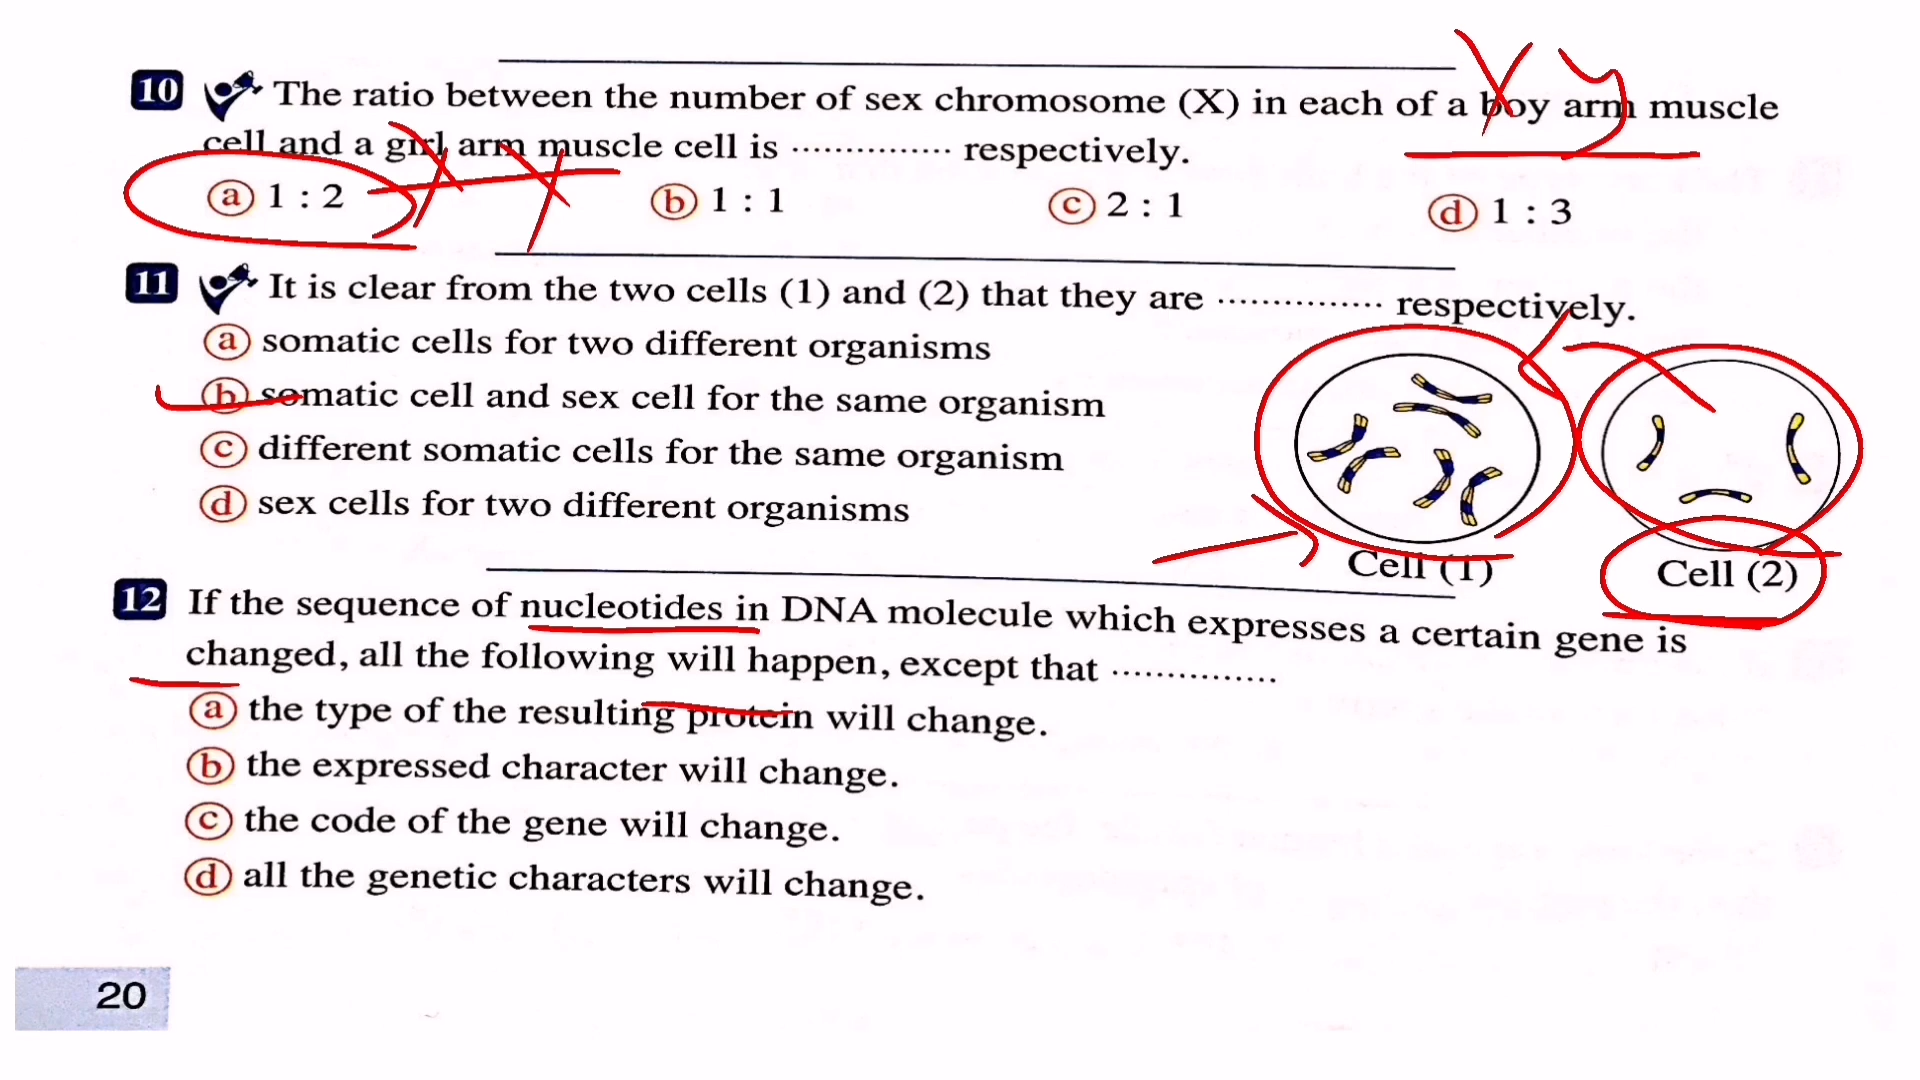 X y
10 The ratio between the number of sex chromosome (X) in each of a boy arm muscle
cell and a girl arm muscle cell is ............... respectively.
a 1 : 2 b 1 : 1 c 2 : 1 d 1 : 3
X X
11 It is clear from the two cells (1) and (2) that they are ............... respectively.
a somatic cells for two different organisms
b somatic cell and sex cell for the same organism
c different somatic cells for the same organism
d sex cells for two different organisms
Cell (1) Cell (2)
12 If the sequence of nucleotides in DNA molecule which expresses a certain gene is
changed, all the following will happen, except that ...............
a the type of the resulting protein will change.
b the expressed character will change.
c the code of the gene will change.
d all the genetic characters will change.
20